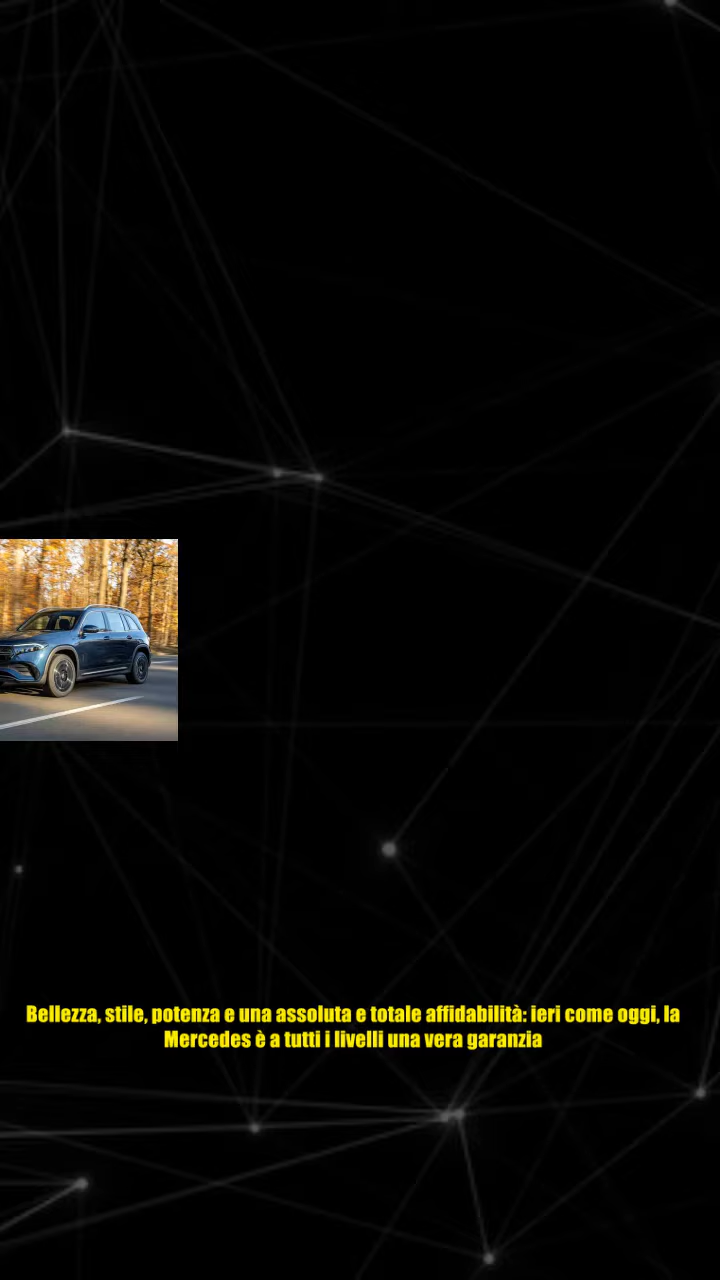 Bellezza, stile, potenza e una assoluta e totale affidabilità: ieri come oggi, la
Mercedes è a tutti i livelli una vera garanzia